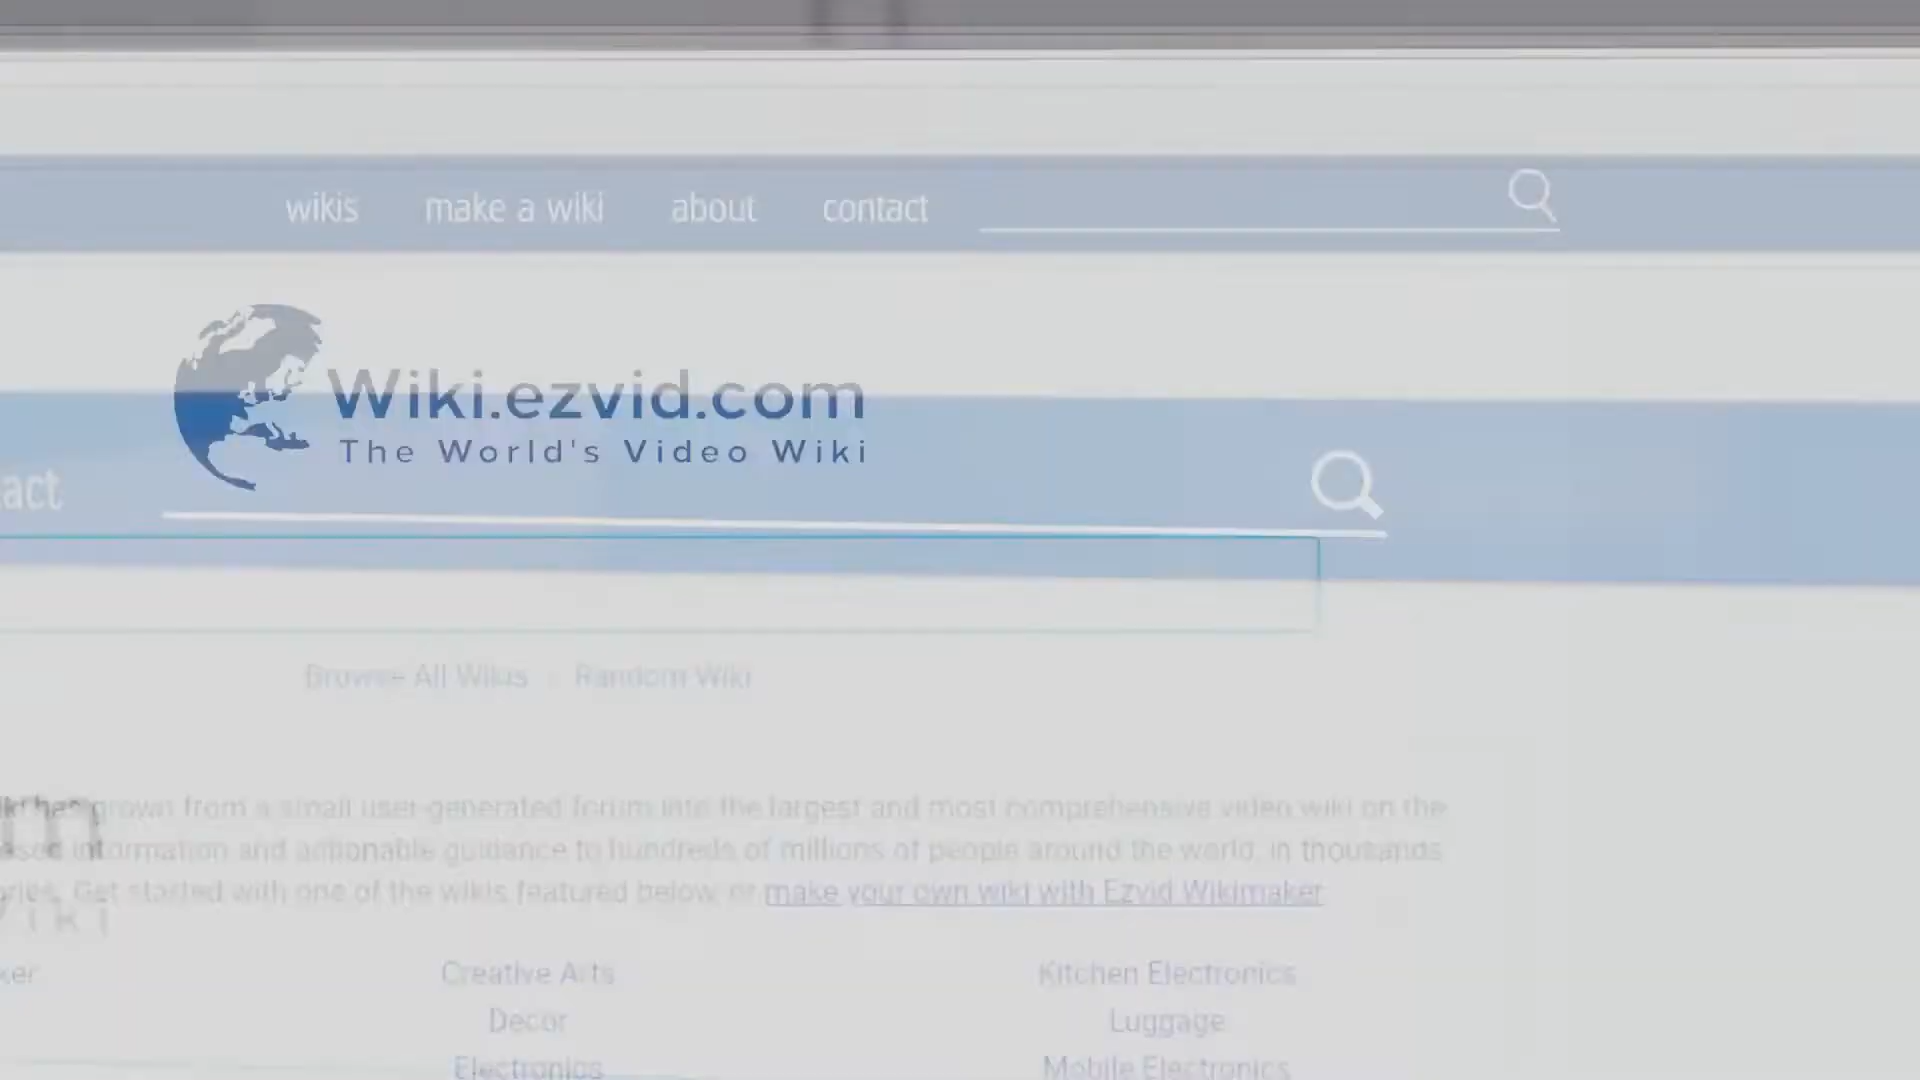 wikis make a wiki about contact
Wiki.ezvid.com
The World's Video Wiki
act
Browse All Wikis Random Wiki
grown from a small user-generated forum into the largest and most comprehensive video wiki on the
information and actionable guidance to hundreds of millions of people around the world, in thousands
Get started with one of the wikis featured below, or make your own wiki with Ezvid Wikimaker
iki
ker Creative Arts Kitchen Electronics
Decor Luggage
Electronics Mobile Electronics